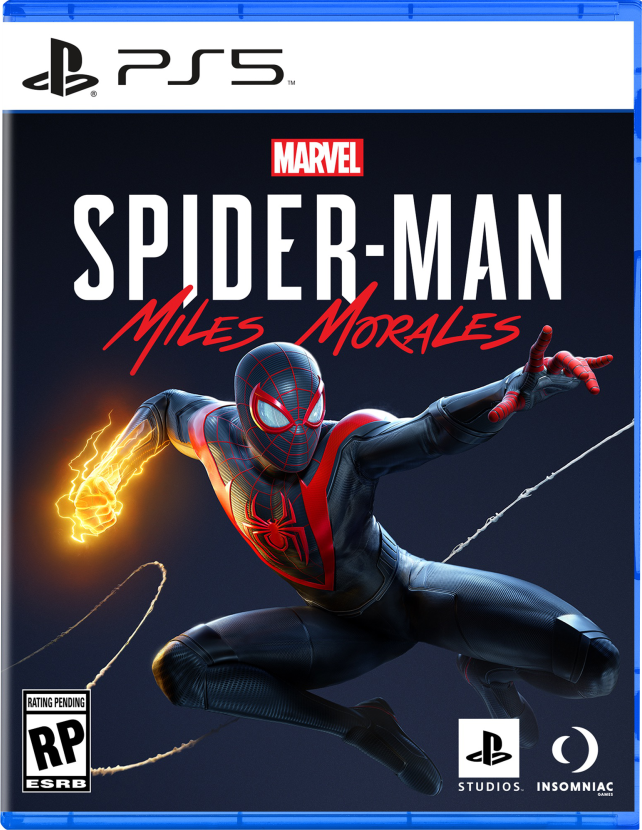 PS5
MARVEL
SPIDER-MAN
MILES MORALES
RATING PENDING
RP
ESRB
STUDIOS
INSOMNIAC
GAMES